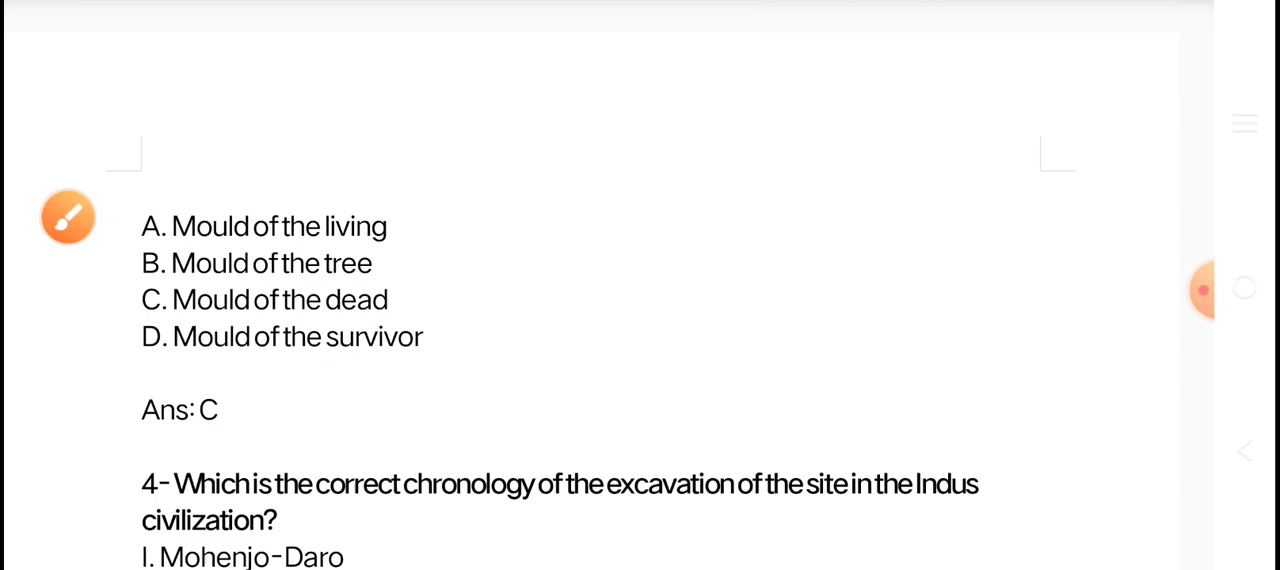 A. Mould of the living
B. Mould of the tree
C. Mould of the dead
D. Mould of the survivor
Ans: C
4- Which is the correct chronology of the excavation of the site in the Indus
civilization?
I. Mohenjo-Daro